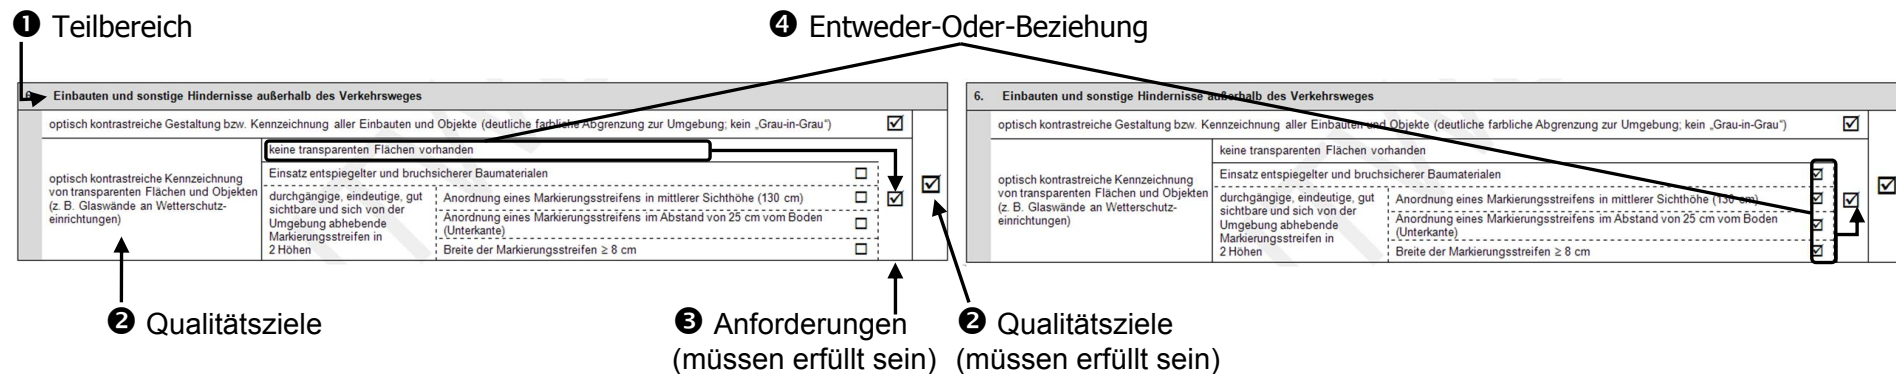 ❶ Teilbereich
❹ Entweder-Oder-Beziehung
Einbauten und sonstige Hindernisse außerhalb des Verkehrsweges
optisch kontrastreiche Gestaltung bzw. Kennzeichnung aller Einbauten und Objekte (deutliche farbliche Abgrenzung zur Umgebung; kein „Grau-in-Grau“)
optisch kontrastreiche Kennzeichnung
von transparenten Flächen und Objekten
(z. B. Glaswände an Wetterschutz-
einrichtungen)
keine transparenten Flächen vorhanden
Einsatz entspiegelter und bruchsicherer Baumaterialen
durchgängige, eindeutige, gut
sichtbare und sich von der
Umgebung abhebende
Markierungsstreifen in
2 Höhen
Anordnung eines Markierungsstreifens in mittlerer Sichthöhe (130 cm)
Anordnung eines Markierungsstreifens im Abstand von 25 cm vom Boden
(Unterkante)
Breite der Markierungsstreifen ≥ 8 cm
6. Einbauten und sonstige Hindernisse außerhalb des Verkehrsweges
optisch kontrastreiche Gestaltung bzw. Kennzeichnung aller Einbauten und Objekte (deutliche farbliche Abgrenzung zur Umgebung; kein „Grau-in-Grau“)
optisch kontrastreiche Kennzeichnung
von transparenten Flächen und Objekten
(z. B. Glaswände an Wetterschutz-
einrichtungen)
keine transparenten Flächen vorhanden
Einsatz entspiegelter und bruchsicherer Baumaterialen
durchgängige, eindeutige, gut
sichtbare und sich von der
Umgebung abhebende
Markierungsstreifen in
2 Höhen
Anordnung eines Markierungsstreifens in mittlerer Sichthöhe (130 cm)
Anordnung eines Markierungsstreifens im Abstand von 25 cm vom Boden
(Unterkante)
Breite der Markierungsstreifen ≥ 8 cm
❷ Qualitätsziele
❸ Anforderungen
(müssen erfüllt sein)
❷ Qualitätsziele
(müssen erfüllt sein)